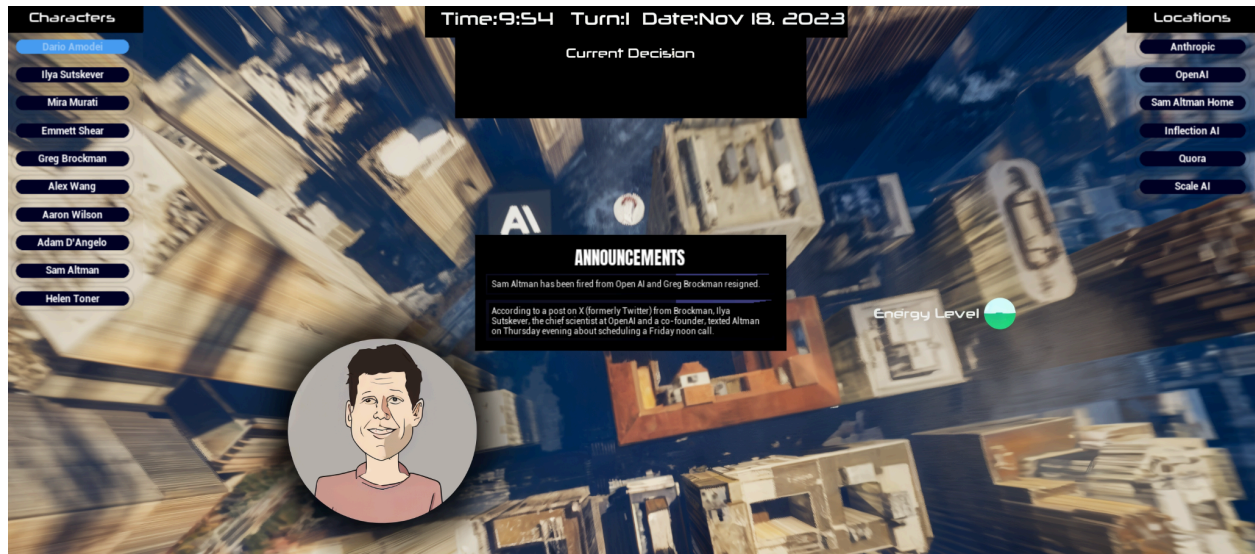 Characters
Dario Amodei
Ilya Sutskever
Mira Murati
Emmett Shear
Greg Brockman
Alex Wang
Aaron Wilson
Adam D'Angelo
Sam Altman
Helen Toner
Time:9:54 Turn:1 Date:Nov 18, 2023
Current Decision
AI
ANNOUNCEMENTS
Sam Altman has been fired from Open AI and Greg Brockman resigned.
According to a post on X (formerly Twitter) from Brockman, Ilya
Sutskever, the chief scientist at OpenAI and a co-founder, texted Altman
on Thursday evening about scheduling a Friday noon call.
Energy Level
Locations
Anthropic
OpenAI
Sam Altman Home
Inflection AI
Quora
Scale AI